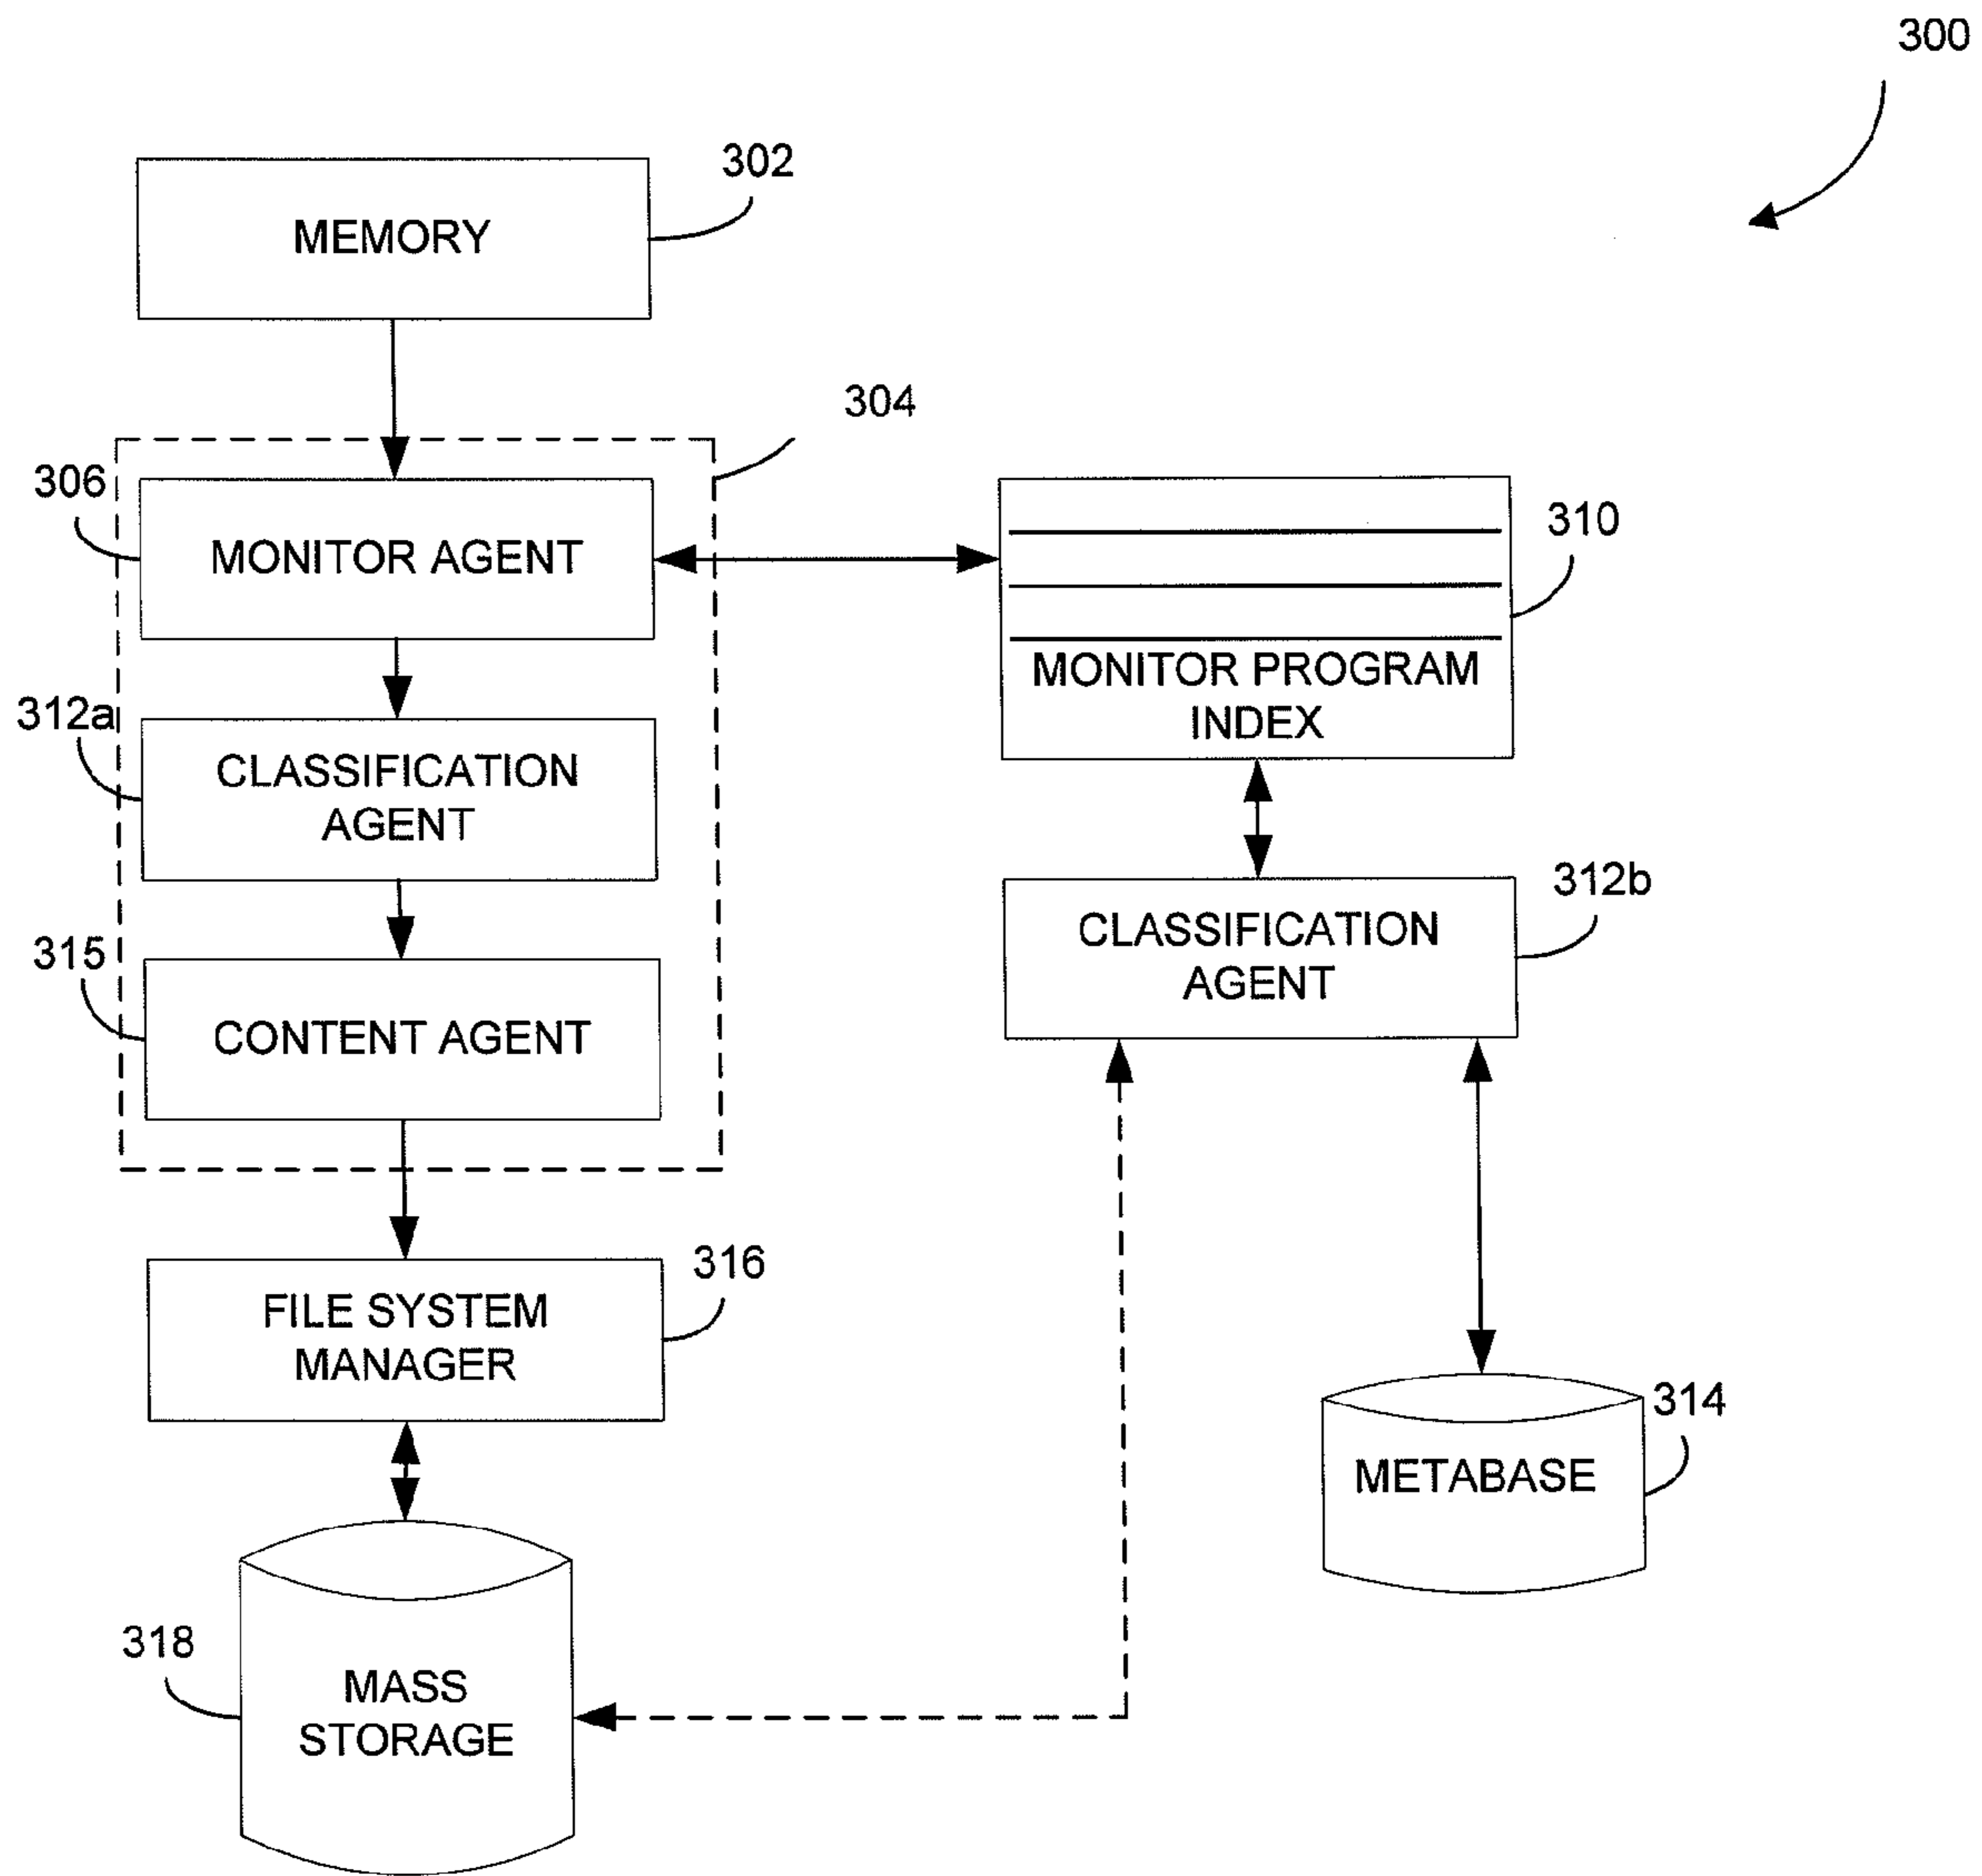 300
302
MEMORY
304
306
MONITOR AGENT
310
MONITOR PROGRAM
INDEX
312a
CLASSIFICATION
AGENT
312b
CLASSIFICATION
AGENT
315
CONTENT AGENT
316
FILE SYSTEM
MANAGER
314
METABASE
318
MASS
STORAGE